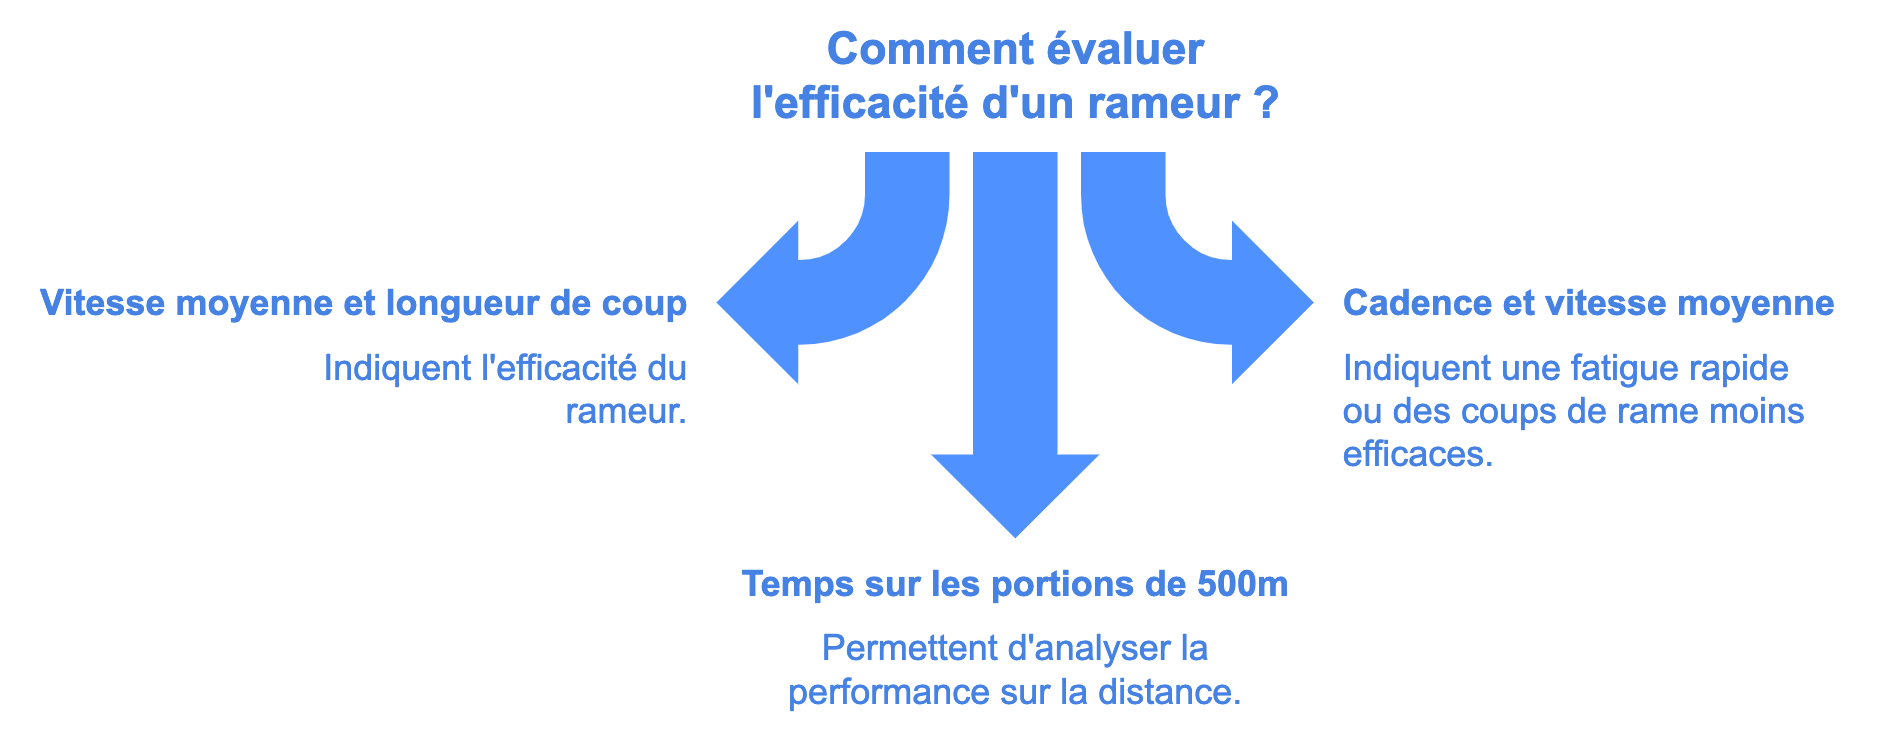 Comment évaluer
l'efficacité d'un rameur ?
Vitesse moyenne et longueur de coup
Indiquent l'efficacité du
rameur.
Cadence et vitesse moyenne
Indiquent une fatigue rapide
ou des coups de rame moins
efficaces.
Temps sur les portions de 500m
Permettent d'analyser la
performance sur la distance.